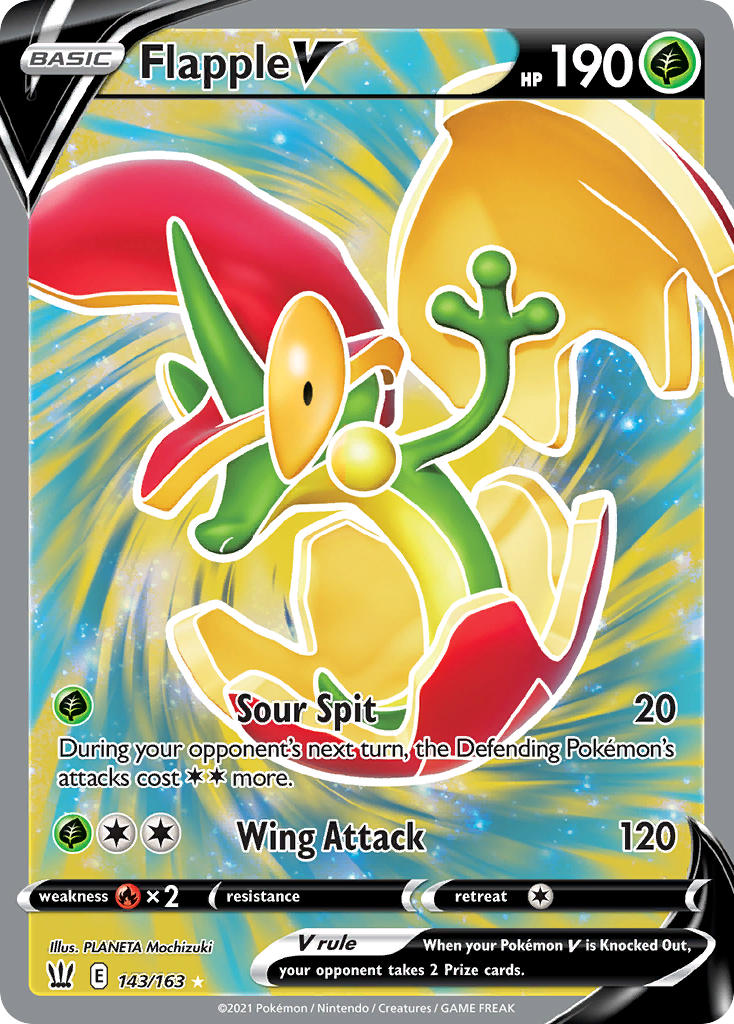 BASIC
Flapple V
HP 190
Sour Spit 20
During your opponent's next turn, the Defending Pokémon's
attacks cost more.
Wing Attack 120
weakness ×2 resistance retreat
Illus. PLANETA Mochizuki
V rule When your Pokémon V is Knocked Out,
your opponent takes 2 Prize cards.
E 143/163
©2021 Pokémon / Nintendo / Creatures / GAME FREAK